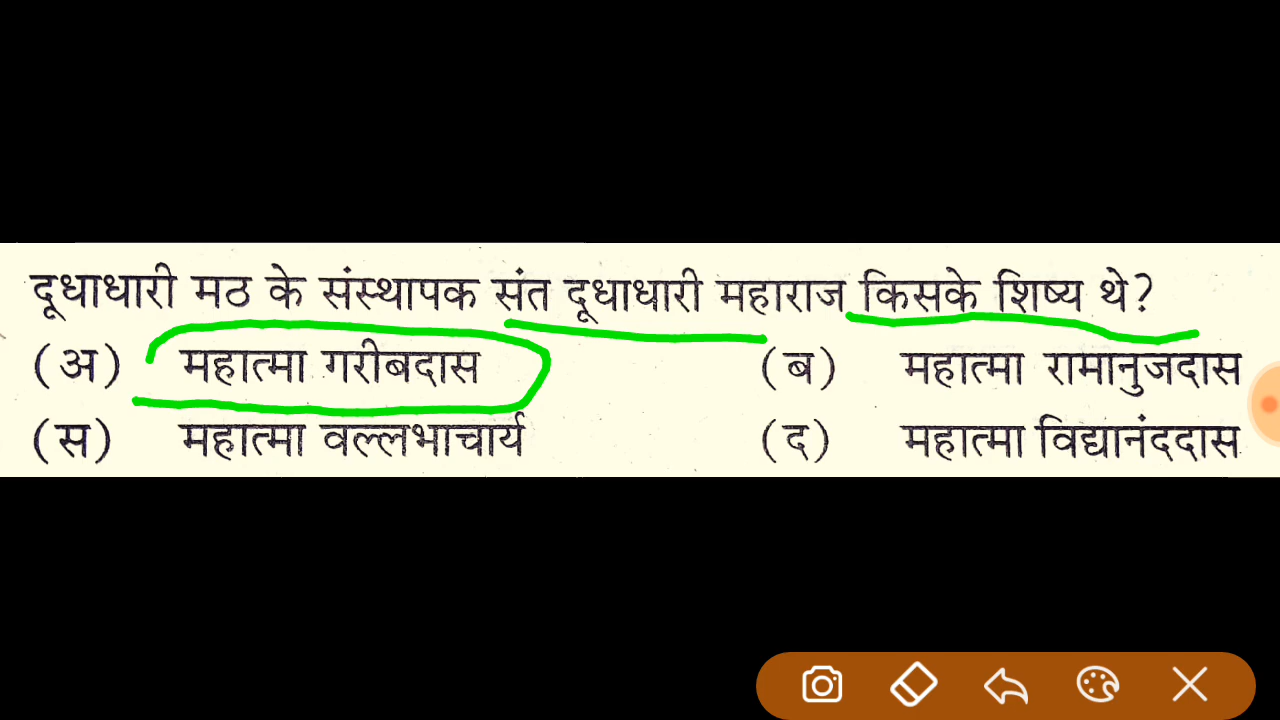 दूधाधारी मठ के संस्थापक संत दूधाधारी महाराज किसके शिष्य थे?
(अ) महात्मा गरीबदास (ब) महात्मा रामानुजदास
(स) महात्मा वल्लभाचार्य (द) महात्मा विद्यानंददास